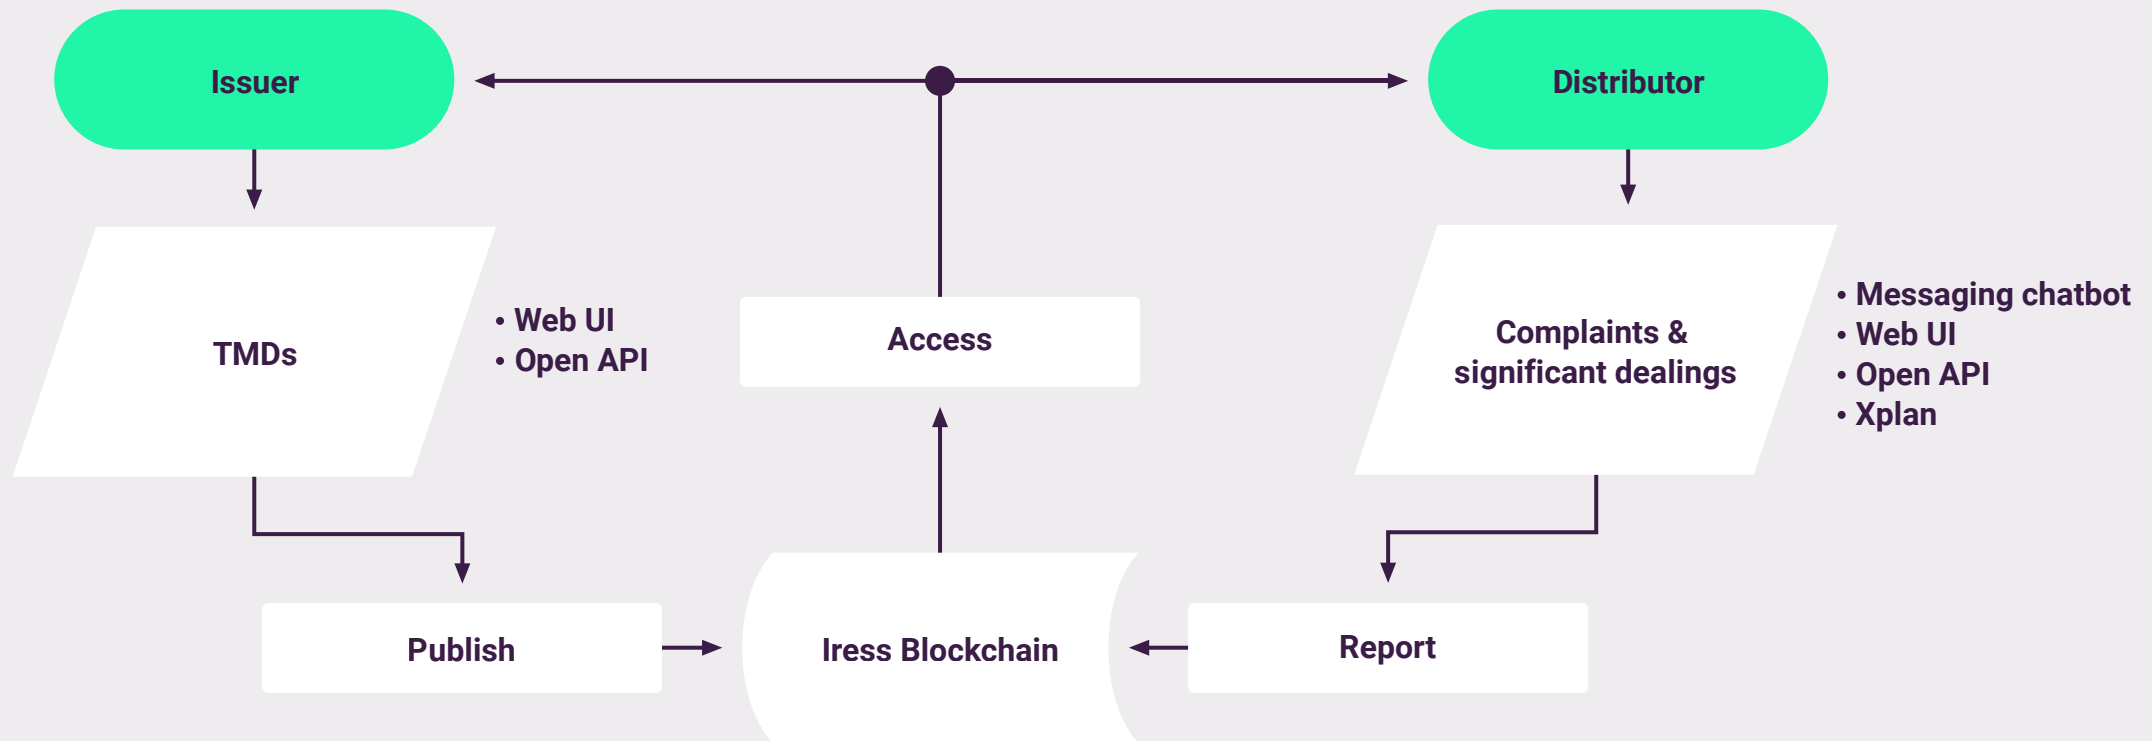 Issuer
Distributor
TMDs
• Web UI
• Open API
Access
Complaints &
significant dealings
• Messaging chatbot
• Web UI
• Open API
• Xplan
Publish
Iress Blockchain
Report